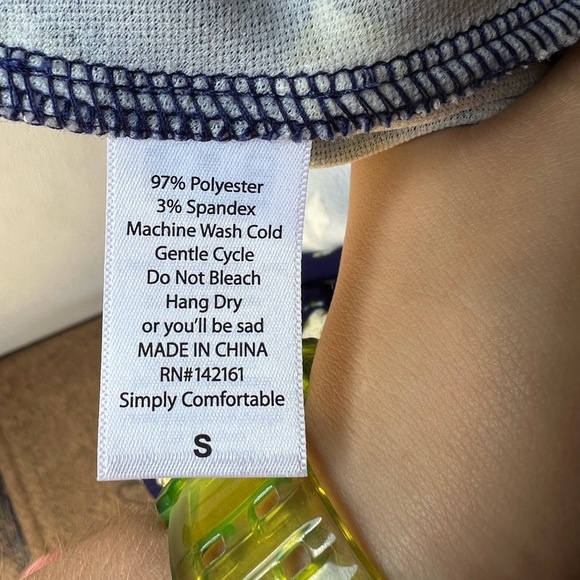 97% Polyester
3% Spandex
Machine Wash Cold
Gentle Cycle
Do Not Bleach
Hang Dry
or you'll be sad
MADE IN CHINA
RN#142161
Simply Comfortable
S